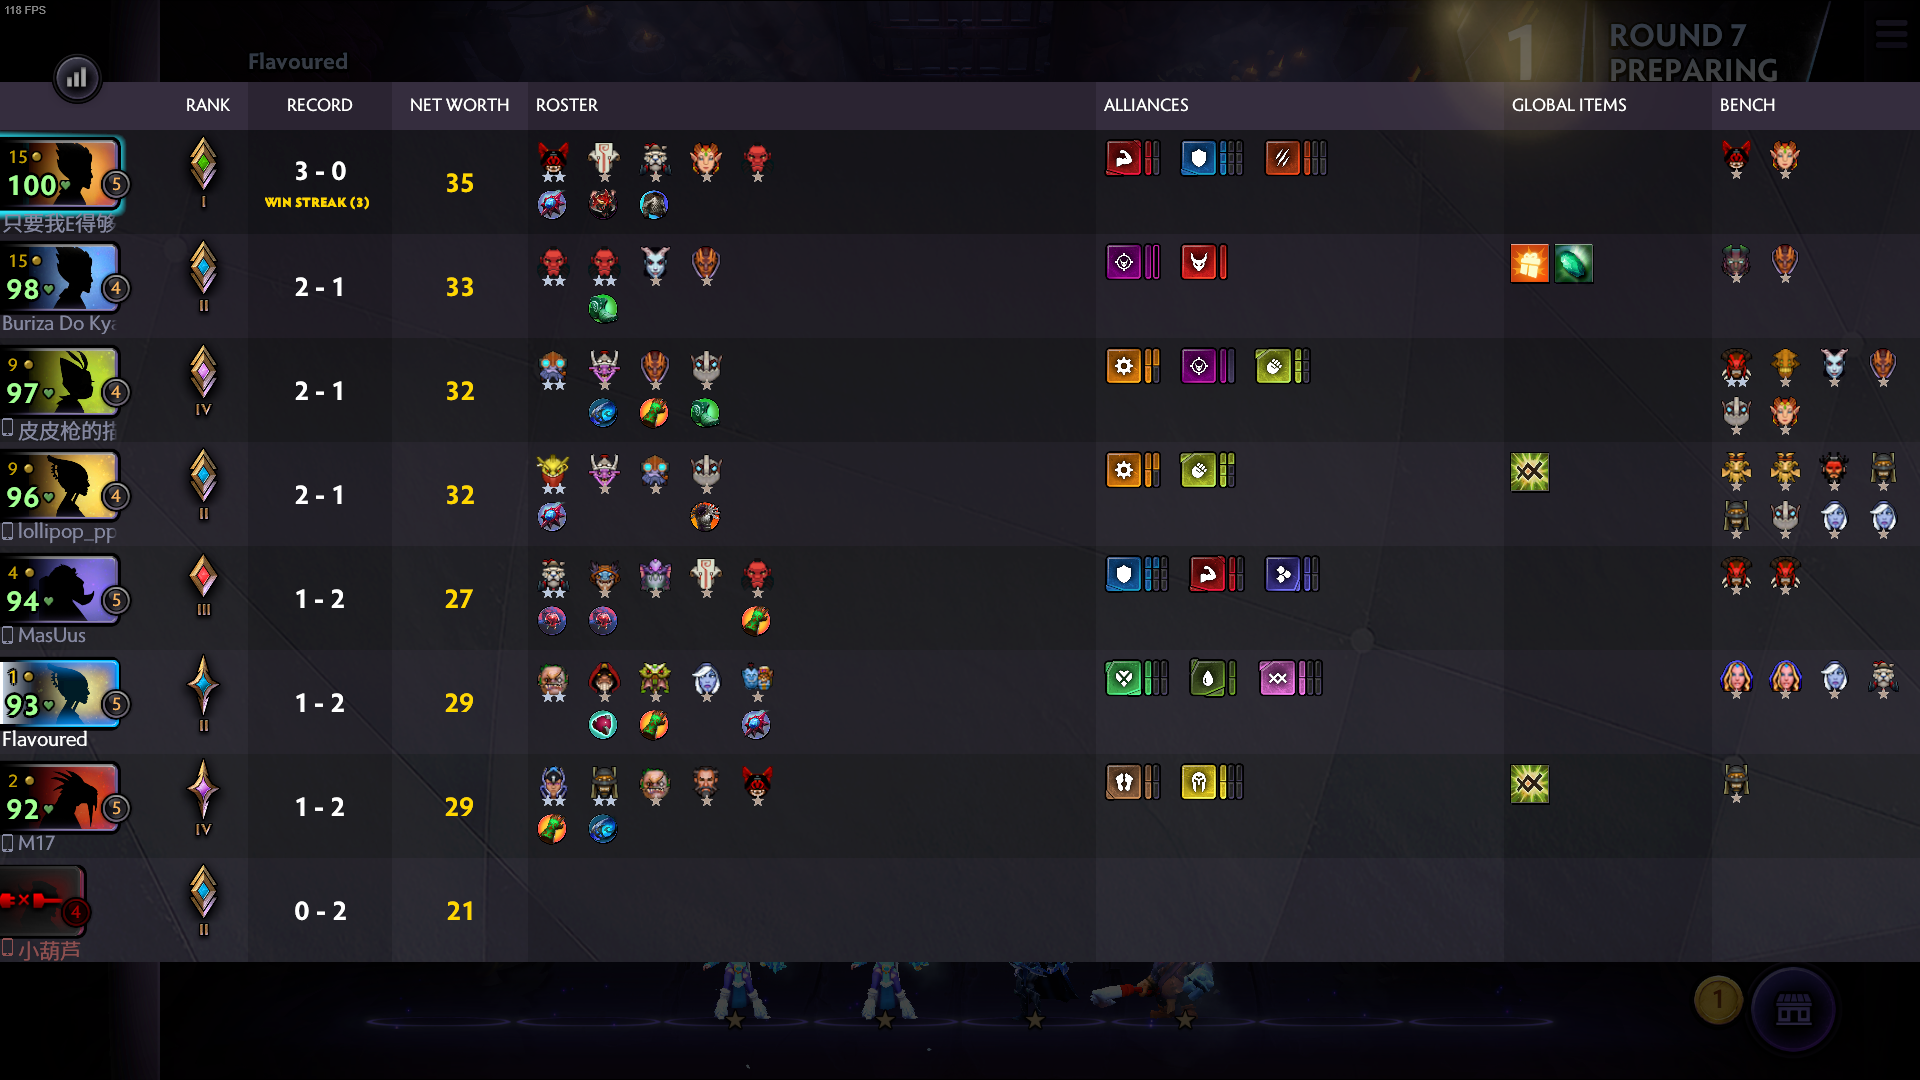 118 FPS
Flavoured
1
ROUND 7
PREPARING
RANK RECORD NET WORTH ROSTER ALLIANCES GLOBAL ITEMS BENCH
15 100 5
I
3 - 0
WIN STREAK (3)
35
只要我E得够
15 98 4
II
2 - 1
33
Buriza Do Kya
9 97 4
IV
2 - 1
32
皮皮枪的描
9 96 4
II
2 - 1
32
lollipop_pp
4 94 5
III
1 - 2
27
MasUus
1 93 5
II
1 - 2
29
Flavoured
2 92 5
IV
1 - 2
29
M17
4
II
0 - 2
21
小葫芦
1